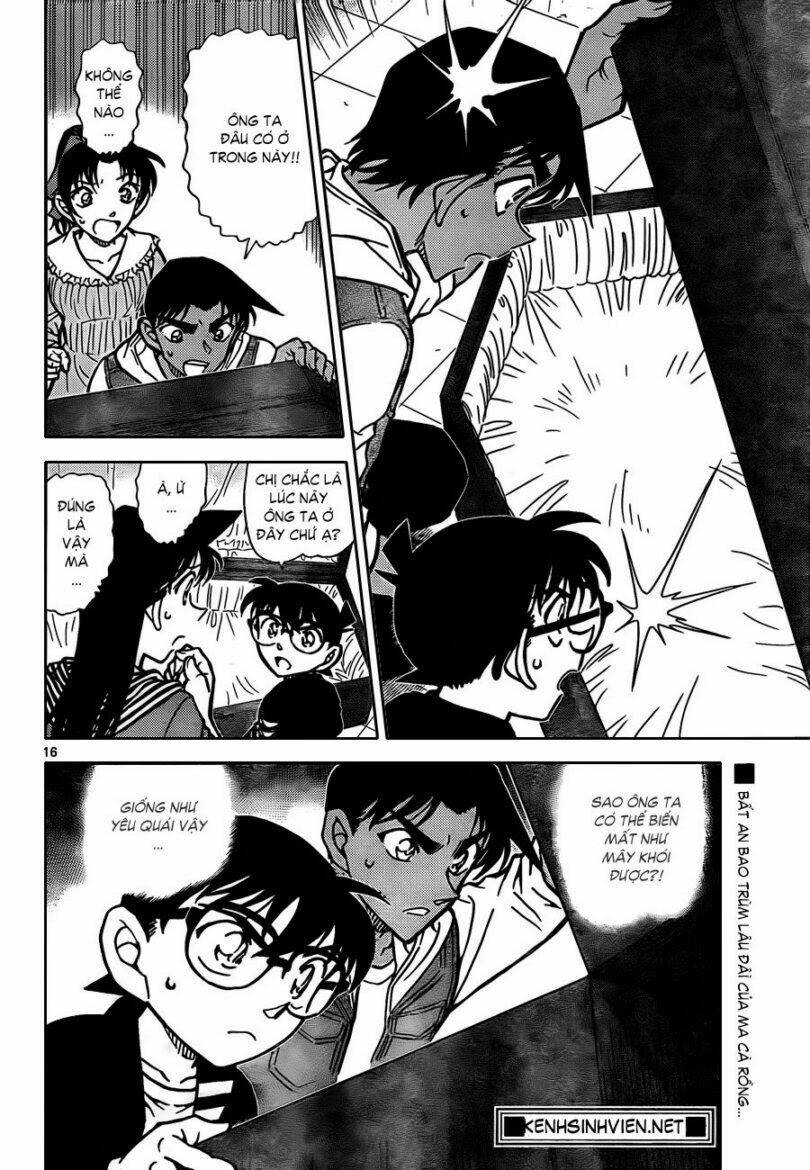 KHÔNG
THỂ
NÀO
...
ÔNG TA
ĐÂU CÓ Ở
TRONG NÀY!!
CHỊ CHẮC LÀ
LÚC NÀY
ÔNG TA Ở
ĐÂY CHỨ Ạ?
À, Ừ
...
ĐÚNG
LÀ
VẬY
MÀ
...
16
SAO ÔNG TA
CÓ THỂ BIẾN
MẤT NHƯ
MÂY KHÓI
ĐƯỢC?!
GIỐNG NHƯ
YÊU QUÁI VẬY
...
BẤT AN BAO TRÙM LÂU ĐÀI CỦA MA CÀ RỒNG...
KENHSINHVIEN.NET